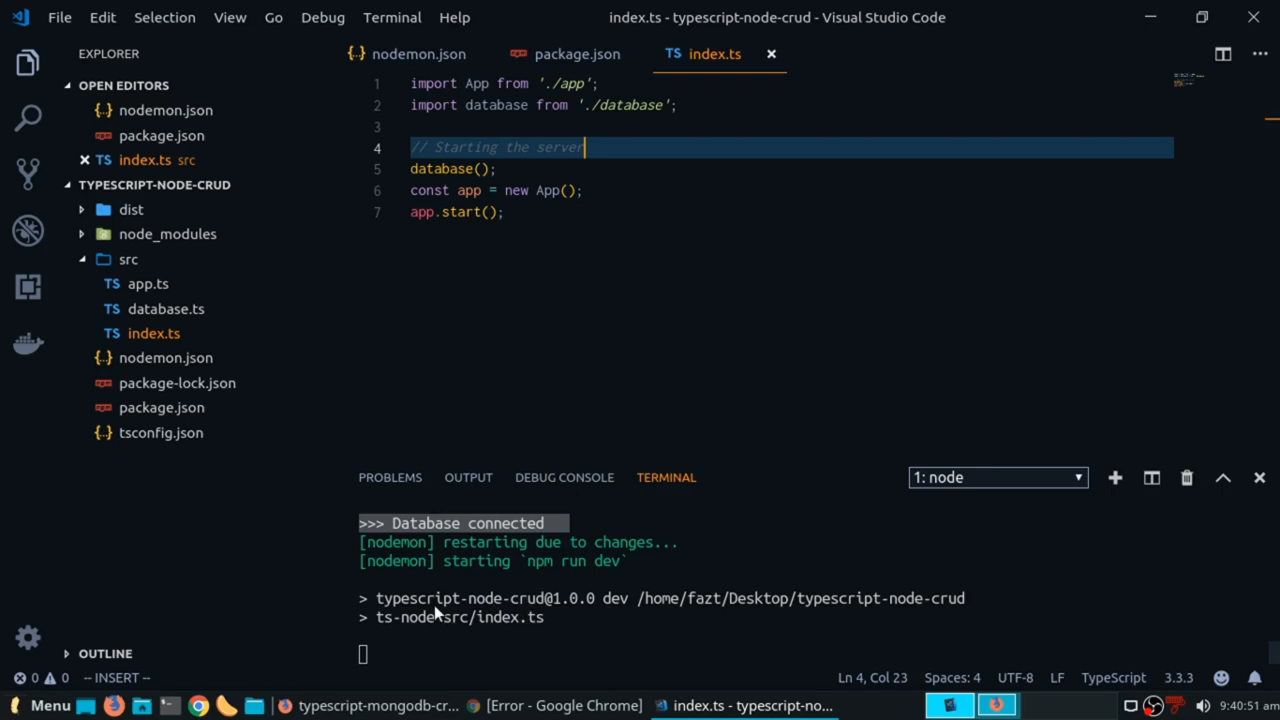 File Edit Selection View Go Debug Terminal Help
index.ts - typescript-node-crud - Visual Studio Code
EXPLORER
OPEN EDITORS
{..} nodemon.json
package.json
TS index.ts src
TYPESCRIPT-NODE-CRUD
dist
node_modules
src
TS app.ts
TS database.ts
TS index.ts
{..} nodemon.json
package-lock.json
package.json
{..} tsconfig.json
OUTLINE
{..} nodemon.json package.json TS index.ts
1 import App from './app';
2 import database from './database';
3
4 // Starting the server
5 database();
6 const app = new App();
7 app.start();
PROBLEMS OUTPUT DEBUG CONSOLE TERMINAL 1: node
>>> Database connected
[nodemon] restarting due to changes...
[nodemon] starting `npm run dev`
> typescript-node-crud@1.0.0 dev /home/fazt/Desktop/typescript-node-crud
> ts-node src/index.ts
0 0 -- INSERT -- Ln 4, Col 23 Spaces: 4 UTF-8 LF TypeScript 3.3.3
Menu typescript-mongodb-cr... [Error - Google Chrome] index.ts - typescript-no... 9:40:51 am